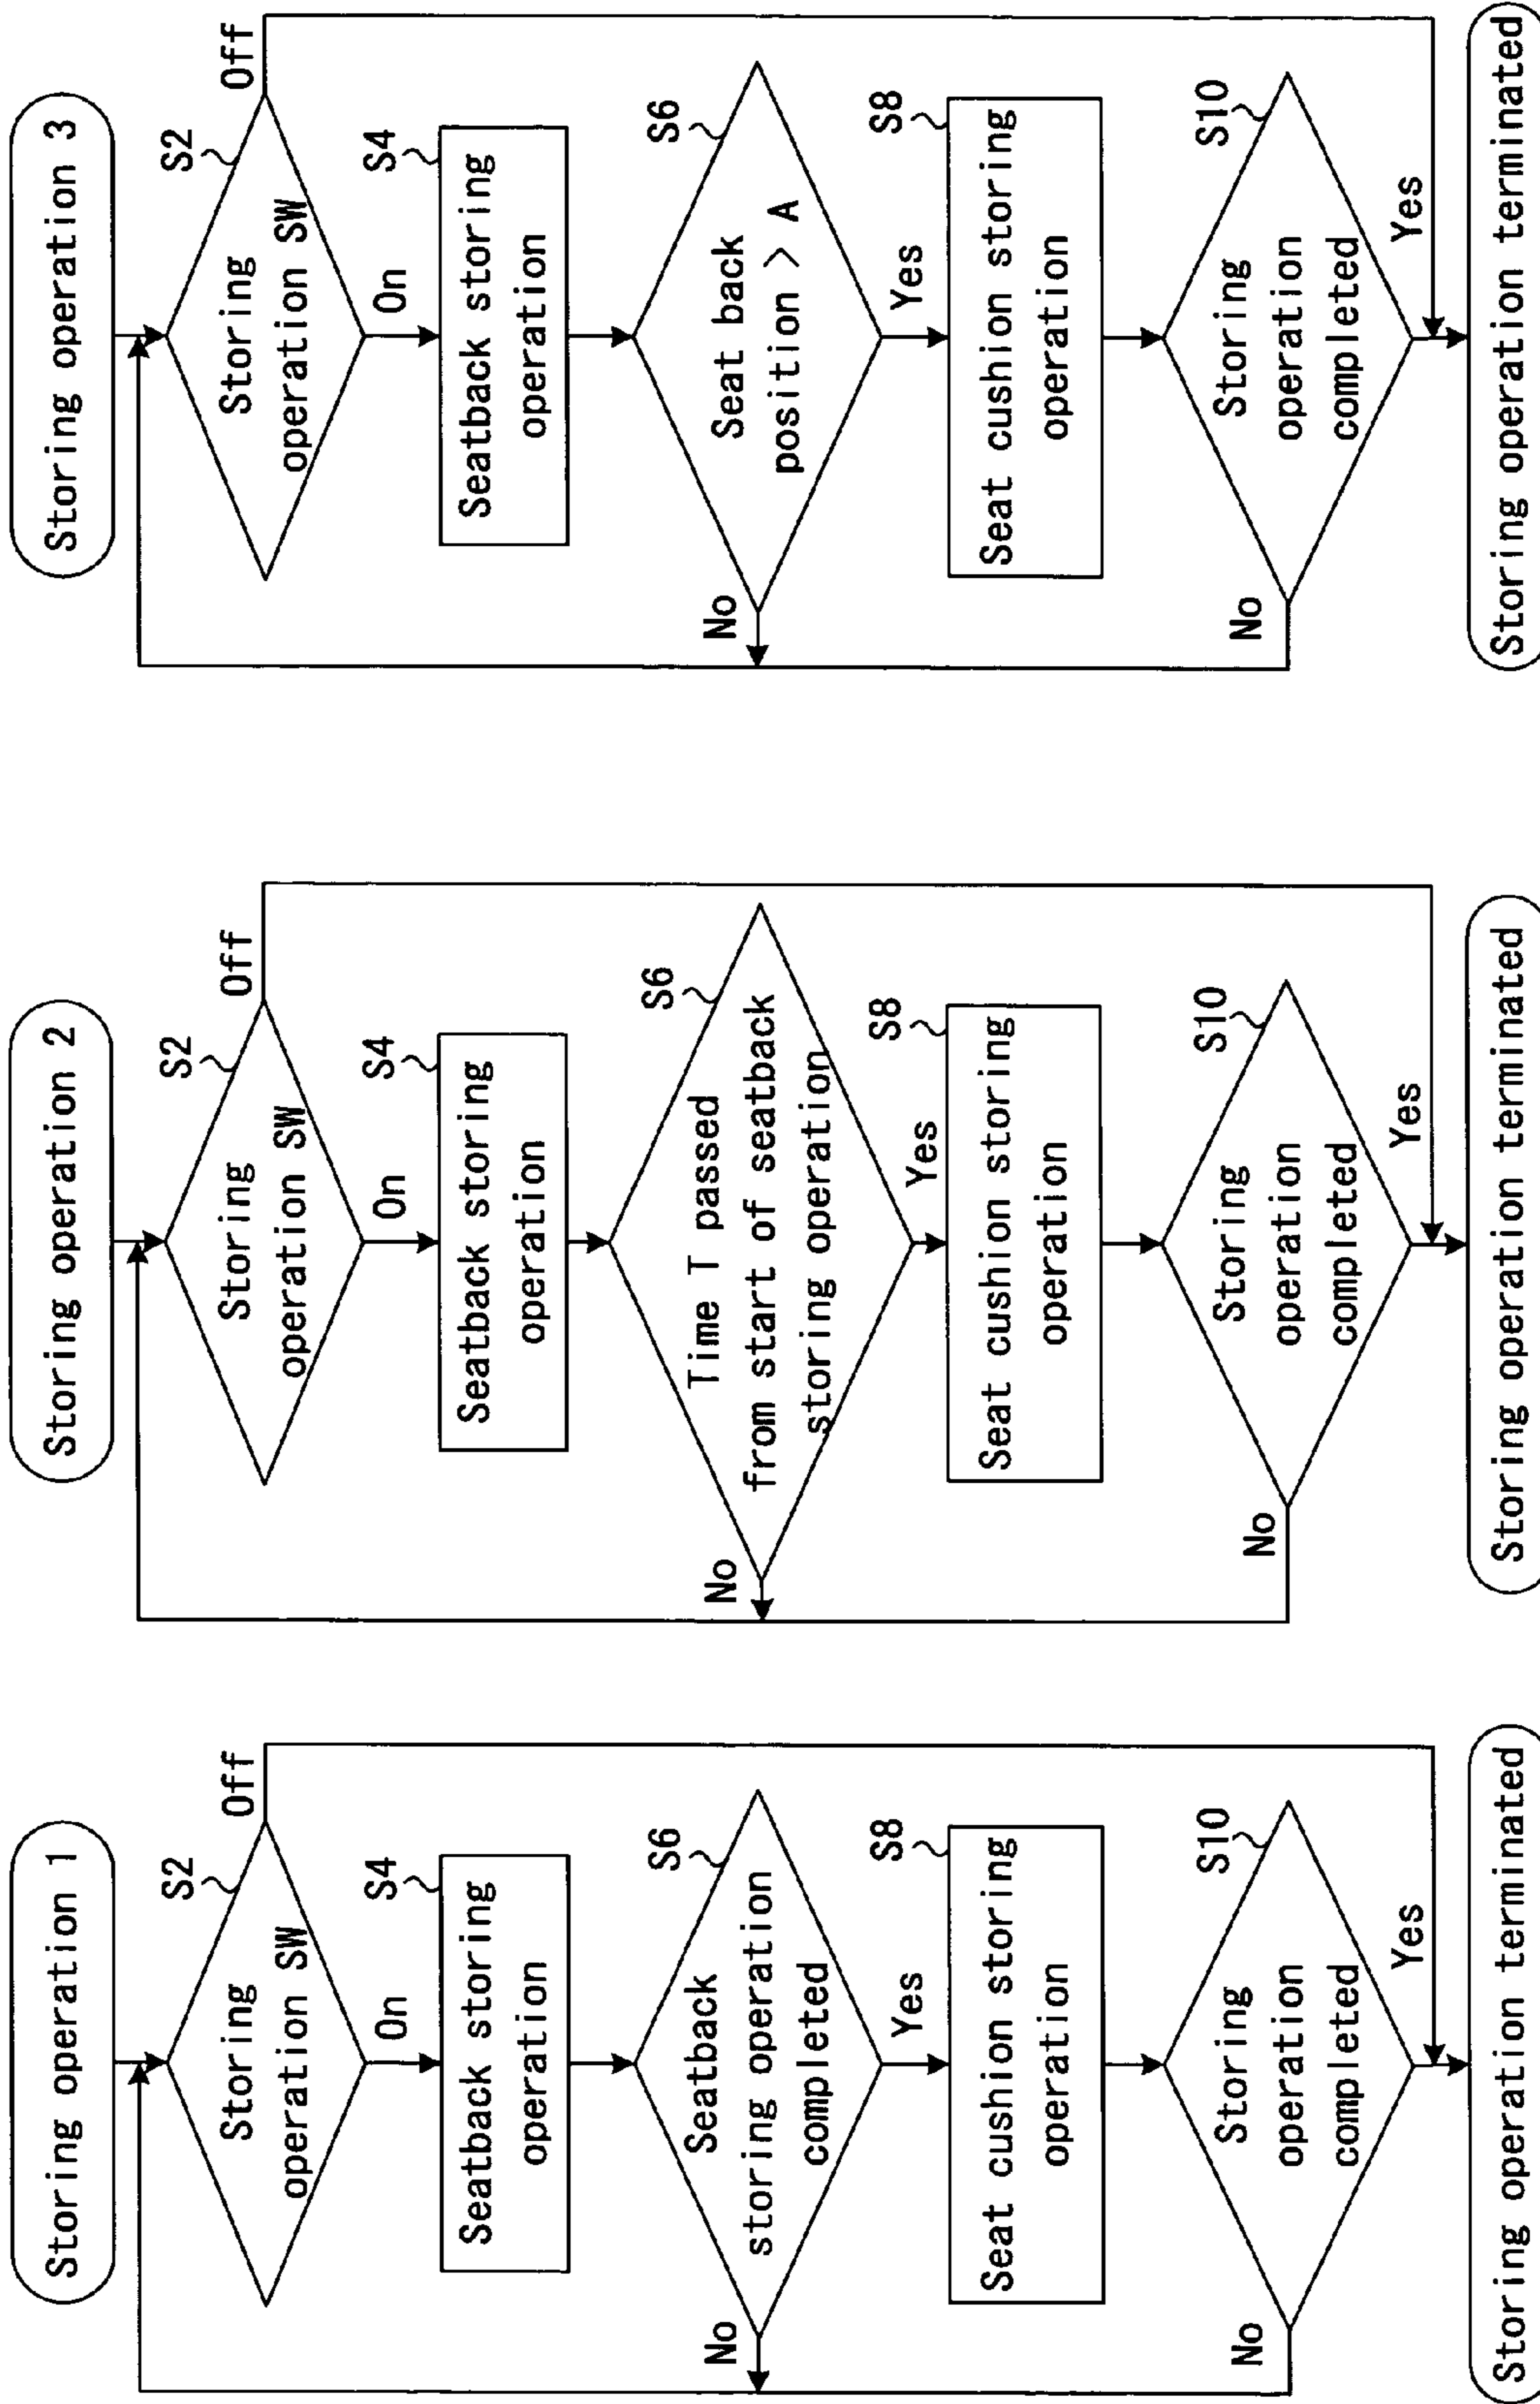 Storing operation 1
S2
Storing
operation SW
Off
On
S4
Seatback storing
operation
S6
Seatback
storing operation
completed
No
Yes
S8
Seat cushion storing
operation
S10
Storing
operation
completed
No
Yes
Storing operation terminated
Storing operation 2
S2
Storing
operation SW
Off
On
S4
Seatback storing
operation
S6
Time T passed
from start of seatback
storing operation
No
Yes
S8
Seat cushion storing
operation
S10
Storing
operation
completed
No
Yes
Storing operation terminated
Storing operation 3
S2
Storing
operation SW
Off
On
S4
Seatback storing
operation
S6
Seat back
position > A
No
Yes
S8
Seat cushion storing
operation
S10
Storing
operation
completed
No
Yes
Storing operation terminated